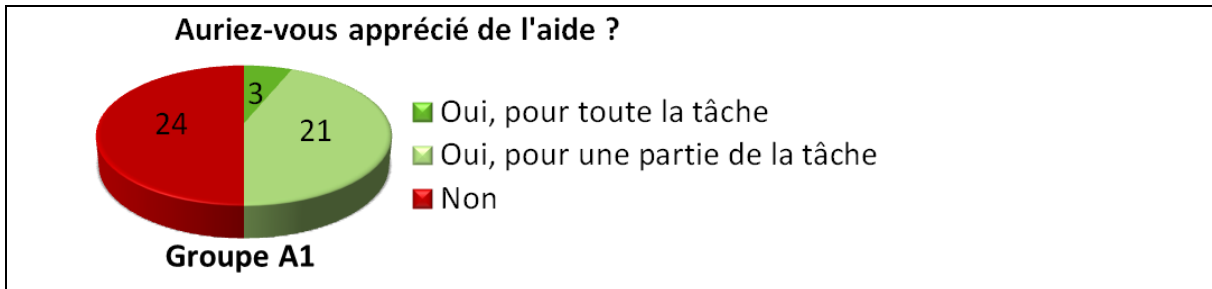 Auriez-vous apprécié de l'aide ?
3
24
21
Oui, pour toute la tâche
Oui, pour une partie de la tâche
Non
Groupe A1